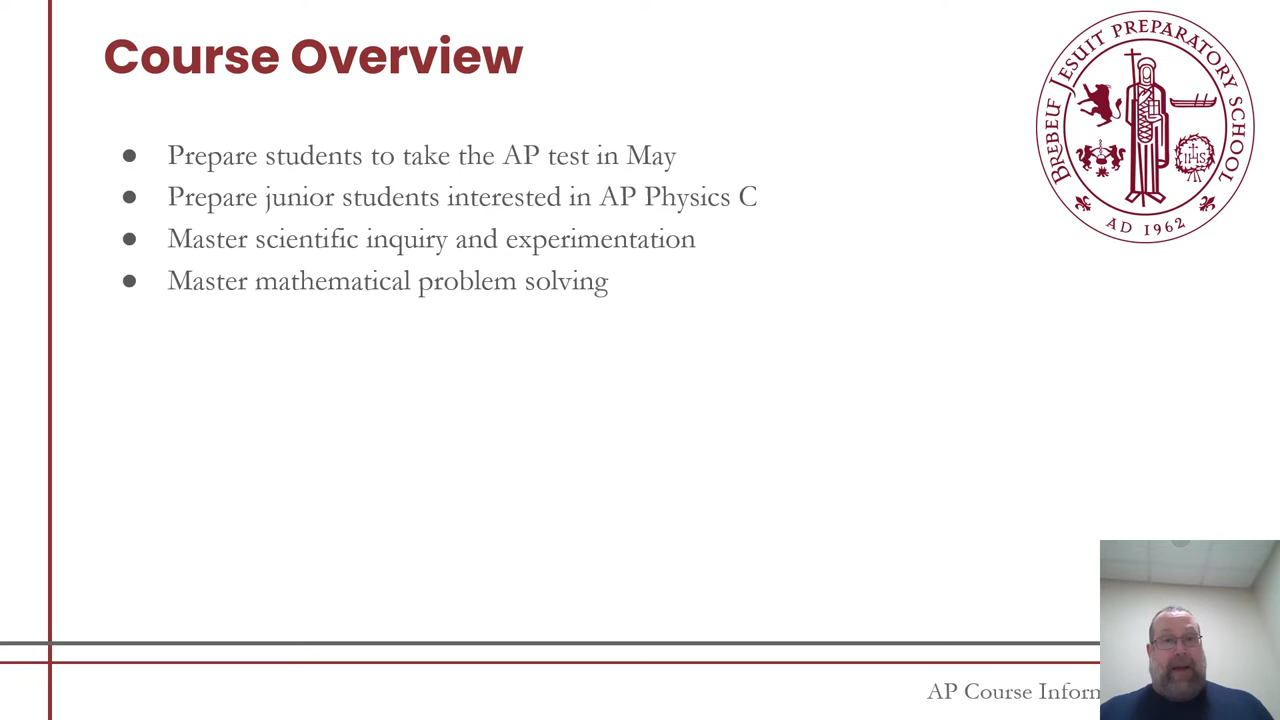 Course Overview
BREBEUF JESUIT PREPARATORY SCHOOL
IHS
AD 1962
● Prepare students to take the AP test in May
● Prepare junior students interested in AP Physics C
● Master scientific inquiry and experimentation
● Master mathematical problem solving
AP Course